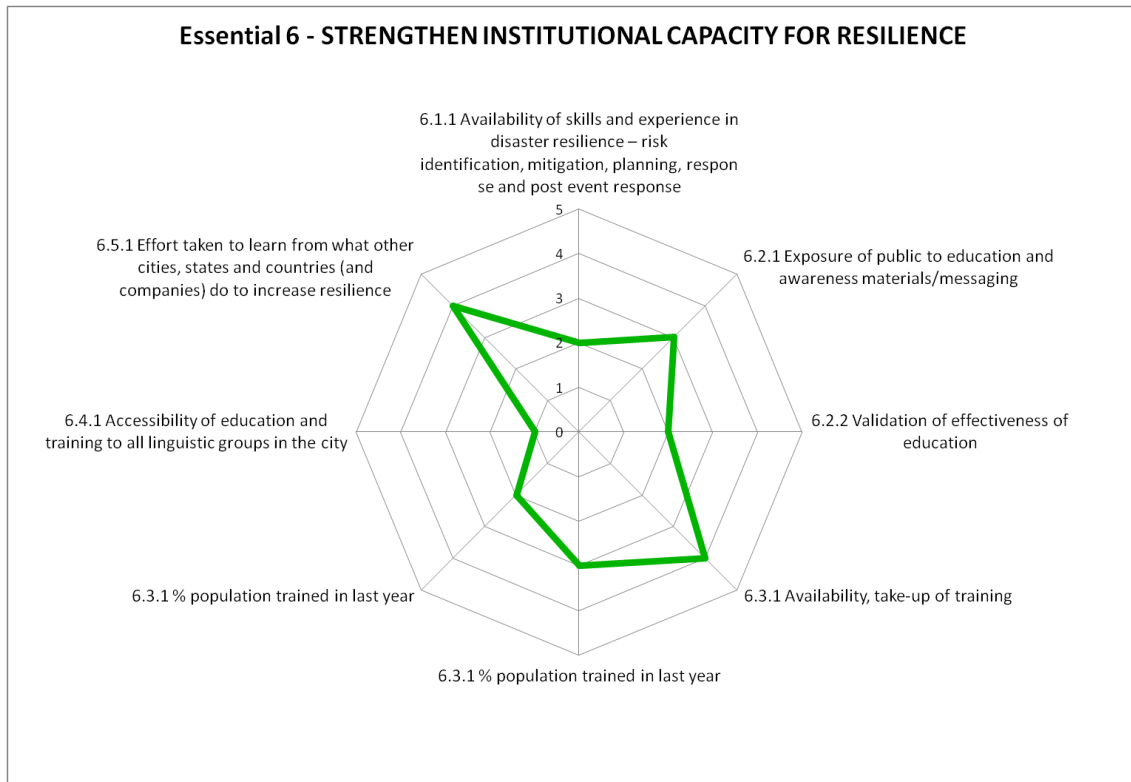 Essential 6 - STRENGTHEN INSTITUTIONAL CAPACITY FOR RESILIENCE
6.1.1 Availability of skills and experience in
disaster resilience – risk
identification, mitigation, planning, respon
se and post event response
5
4
3
2
1
0
6.2.1 Exposure of public to education and
awareness materials/messaging
6.2.2 Validation of effectiveness of
education
6.3.1 Availability, take-up of training
6.3.1 % population trained in last year
6.3.1 % population trained in last year
6.4.1 Accessibility of education and
training to all linguistic groups in the city
6.5.1 Effort taken to learn from what other
cities, states and countries (and
companies) do to increase resilience